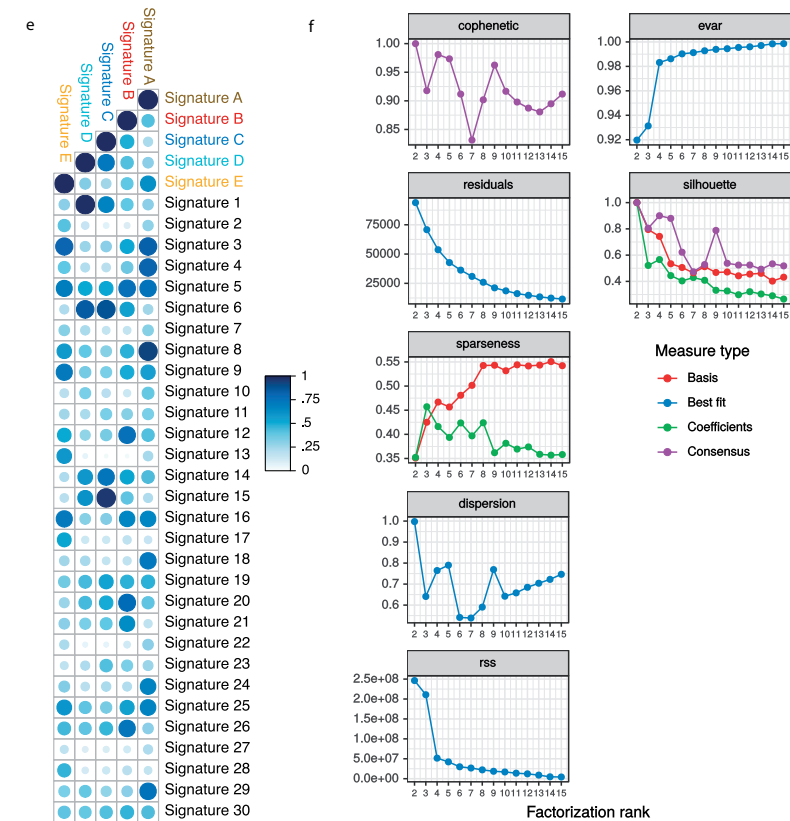 e
f
Signature E
Signature D
Signature C
Signature B
Signature A
Signature A
Signature B
Signature C
Signature D
Signature E
Signature 1
Signature 2
Signature 3
Signature 4
Signature 5
Signature 6
Signature 7
Signature 8
Signature 9
Signature 10
Signature 11
Signature 12
Signature 13
Signature 14
Signature 15
Signature 16
Signature 17
Signature 18
Signature 19
Signature 20
Signature 21
Signature 22
Signature 23
Signature 24
Signature 25
Signature 26
Signature 27
Signature 28
Signature 29
Signature 30
1
.75
.5
.25
0
cophenetic
1.00
0.95
0.90
0.85
2 3 4 5 6 7 8 9 10 11 12 13 14 15
evar
1.00
0.98
0.96
0.94
0.92
2 3 4 5 6 7 8 9 10 11 12 13 14 15
residuals
75000
50000
25000
2 3 4 5 6 7 8 9 10 11 12 13 14 15
silhouette
1.0
0.8
0.6
0.4
2 3 4 5 6 7 8 9 10 11 12 13 14 15
sparseness
0.55
0.50
0.45
0.40
0.35
2 3 4 5 6 7 8 9 10 11 12 13 14 15
Measure type
Basis
Best fit
Coefficients
Consensus
dispersion
1.0
0.9
0.8
0.7
0.6
2 3 4 5 6 7 8 9 10 11 12 13 14 15
rss
2.5e+08
2.0e+08
1.5e+08
1.0e+08
5.0e+07
0.0e+00
2 3 4 5 6 7 8 9 10 11 12 13 14 15
Factorization rank